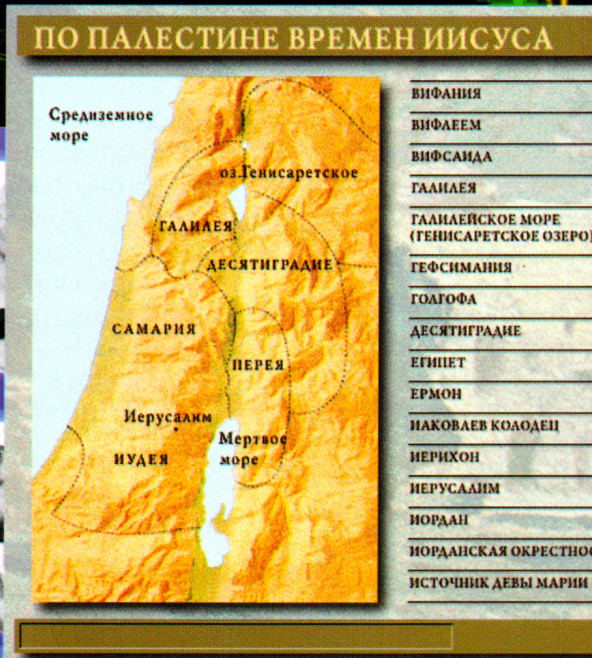 ПО ПАЛЕСТИНЕ ВРЕМЕН ИИСУСА
Средиземное
море
оз.Генисаретское
ГАЛИЛЕЯ
ДЕСЯТИГРАДИЕ
САМАРИЯ
ПЕРЕЯ
Иерусалим
Мертвое
море
ИУДЕЯ
ВИФАНИЯ
ВИФЛЕЕМ
ВИФСАИДА
ГАЛИЛЕЯ
ГАЛИЛЕЙСКОЕ МОРЕ
(ГЕНИСАРЕТСКОЕ ОЗЕРО)
ГЕФСИМАНИЯ
ГОЛГОФА
ДЕСЯТИГРАДИЕ
ЕГИПЕТ
ЕРМОН
ИАКОВЛЕВ КОЛОДЕЦ
ИЕРИХОН
ИЕРУСАЛИМ
ИОРДАН
ИОРДАНСКАЯ ОКРЕСТНОС
ИСТОЧНИК ДЕВЫ МАРИИ